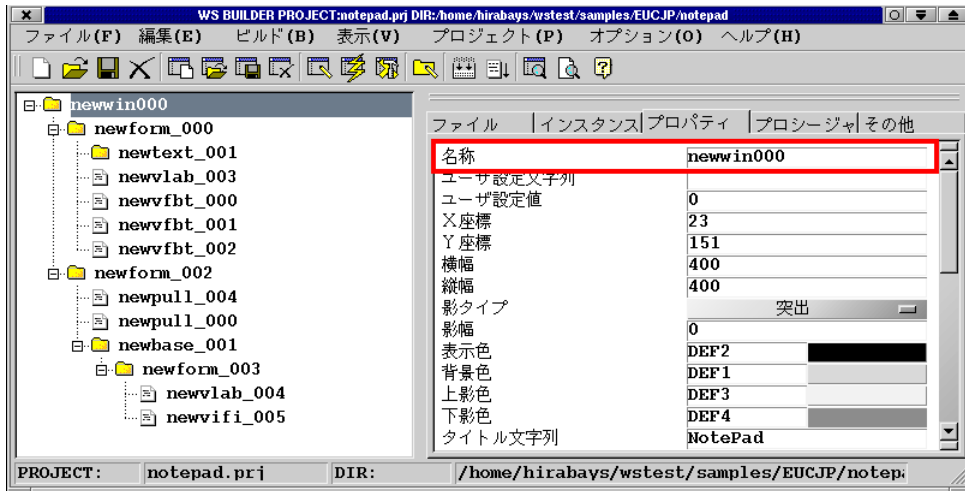 WS BUILDER PROJECT:notepad.prj DIR:/home/hirabays/wstest/samples/EUCJP/notepad
ファイル(F) 編集(E) ビルド(B) 表示(V) プロジェクト(P) オプション(O) ヘルプ(H)
newwin000
newform_000
newtext_001
newvlab_003
newvfbt_000
newvfbt_001
newvfbt_002
newform_002
newpull_004
newpull_000
newbase_001
newform_003
newvlab_004
newvifi_005
ファイル インスタンス プロパティ プロシージャ その他
名称 newwin000
ユーザ設定文字列
ユーザ設定値 0
X座標 23
Y座標 151
横幅 400
縦幅 400
影タイプ 突出
影幅 0
表示色 DEF2
背景色 DEF1
上影色 DEF3
下影色 DEF4
タイトル文字列 NotePad
PROJECT: notepad.prj DIR: /home/hirabays/wstest/samples/EUCJP/notepa